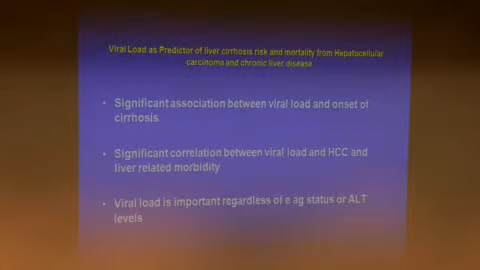 Viral Load as Predictor of liver cirrhosis risk and mortality from Hepatocellular
carcinoma and chronic liver disease
• Significant association between viral load and onset of
cirrhosis
• Significant correlation between viral load and HCC and
liver related morbidity
• Viral load is important regardless of e ag status or ALT
levels